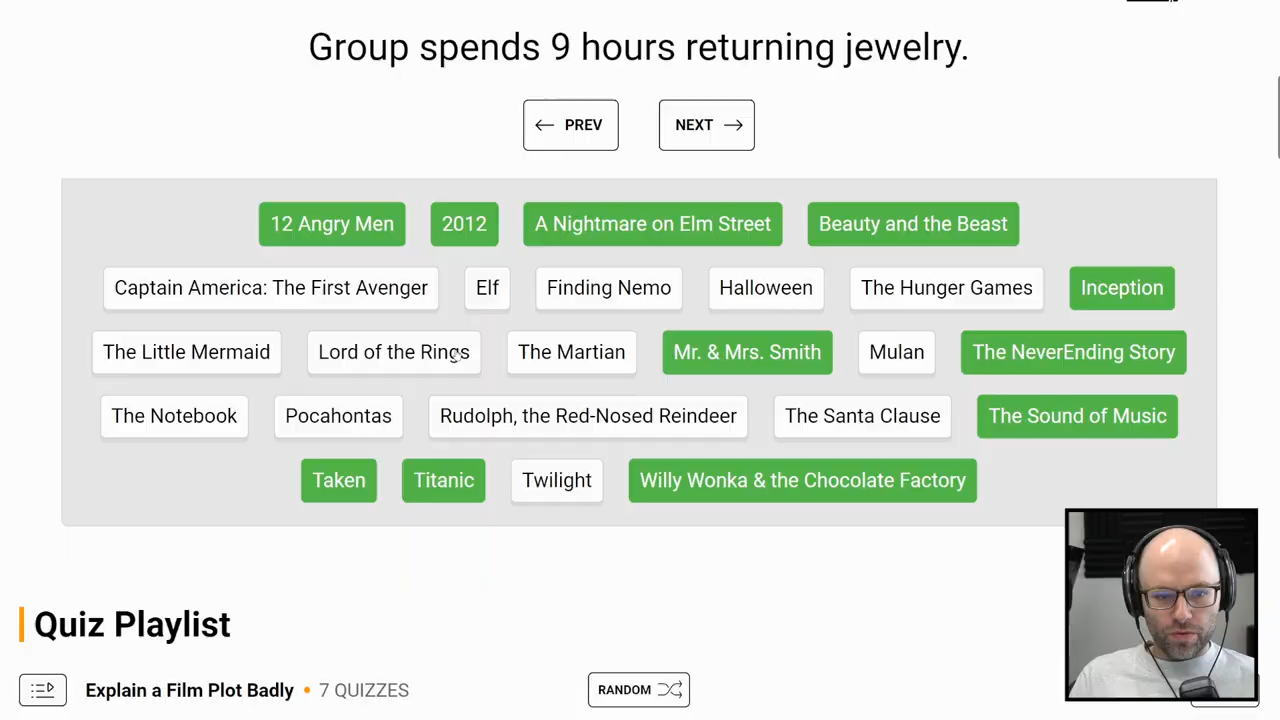 Group spends 9 hours returning jewelry.
← PREV NEXT →
12 Angry Men 2012 A Nightmare on Elm Street Beauty and the Beast
Captain America: The First Avenger Elf Finding Nemo Halloween The Hunger Games Inception
The Little Mermaid Lord of the Rings The Martian Mr. & Mrs. Smith Mulan The NeverEnding Story
The Notebook Pocahontas Rudolph, the Red-Nosed Reindeer The Santa Clause The Sound of Music
Taken Titanic Twilight Willy Wonka & the Chocolate Factory
Quiz Playlist
Explain a Film Plot Badly • 7 QUIZZES RANDOM